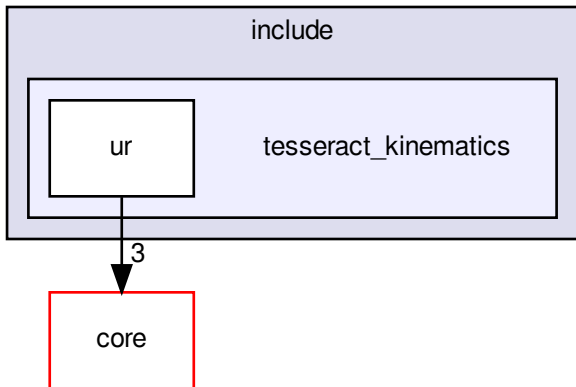 include
ur
tesseract_kinematics
3
core